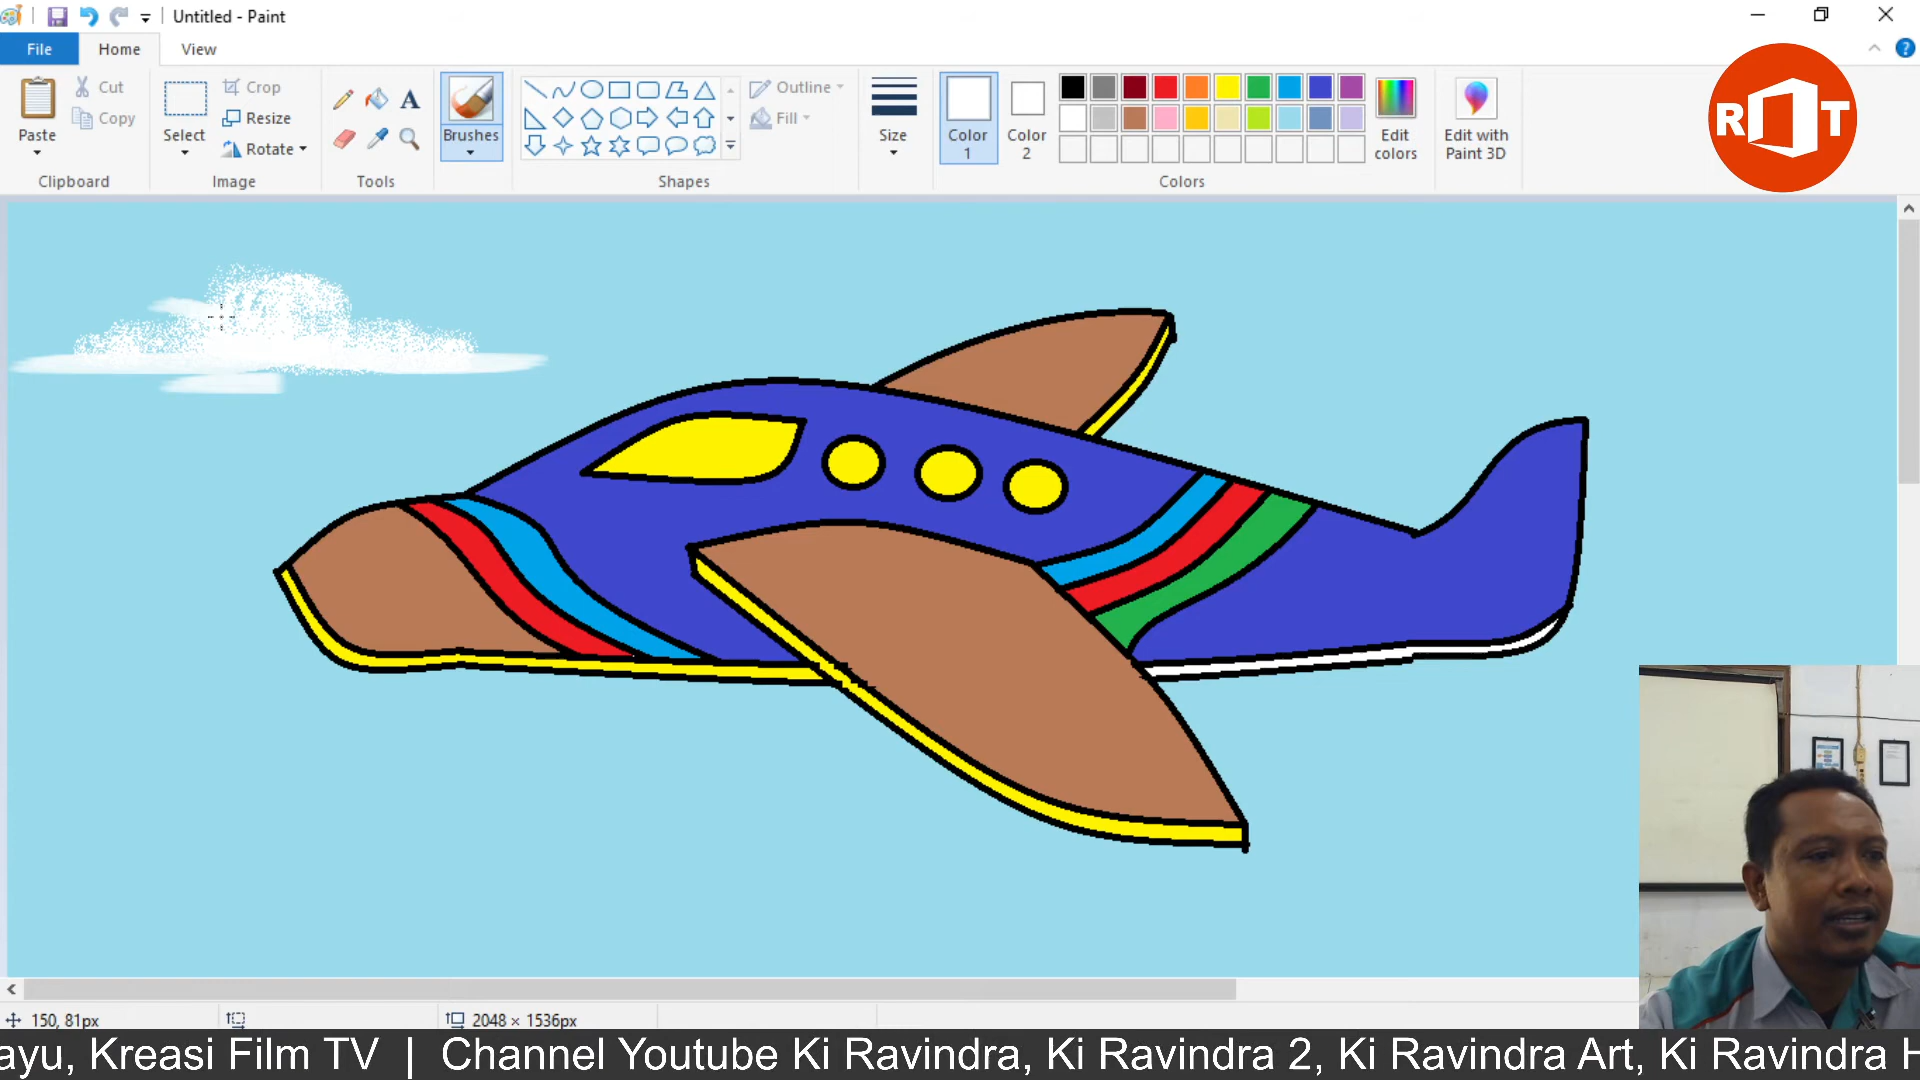 Untitled - Paint
File Home View
Paste
Cut
Copy
Clipboard
Select
Crop
Resize
Rotate
Image
A
Tools
Brushes
Shapes
Outline
Fill
Size
Color 1
Color 2
Edit colors
Edit with Paint 3D
Colors
R T
150, 81px
2048 × 1536px
ayu, Kreasi Film TV | Channel Youtube Ki Ravindra, Ki Ravindra 2, Ki Ravindra Art, Ki Ravindra H